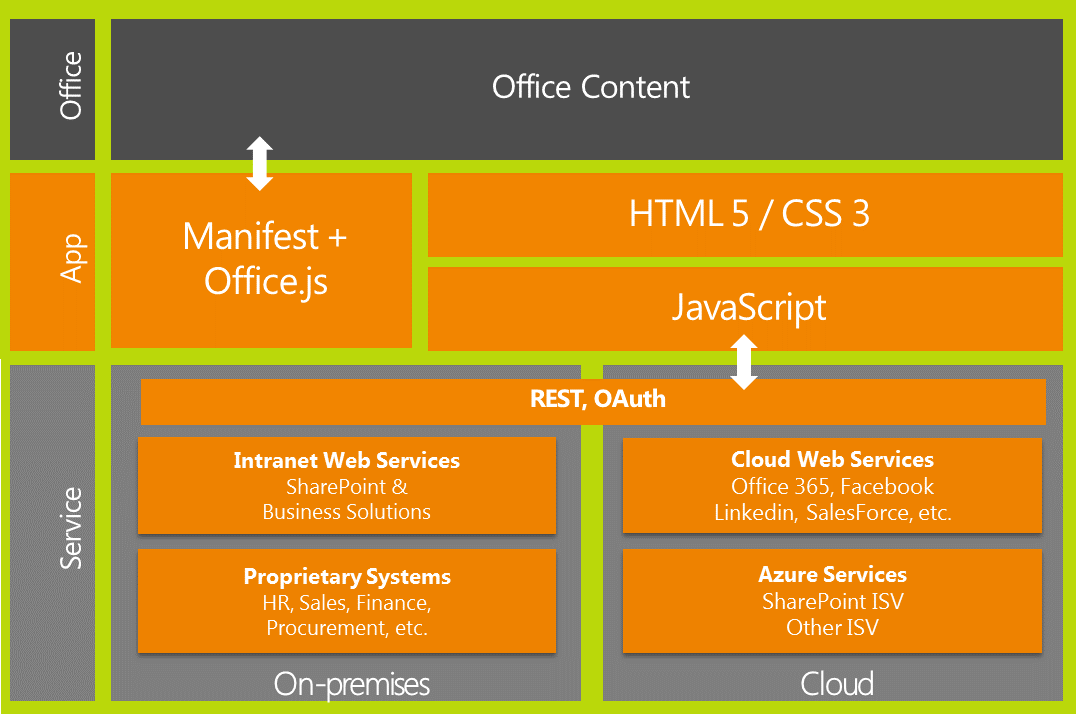 Office
Office Content
App
Manifest +
Office.js
HTML 5 / CSS 3
JavaScript
Service
REST, OAuth
Intranet Web Services
SharePoint &
Business Solutions
Proprietary Systems
HR, Sales, Finance,
Procurement, etc.
On-premises
Cloud Web Services
Office 365, Facebook
Linkedin, SalesForce, etc.
Azure Services
SharePoint ISV
Other ISV
Cloud